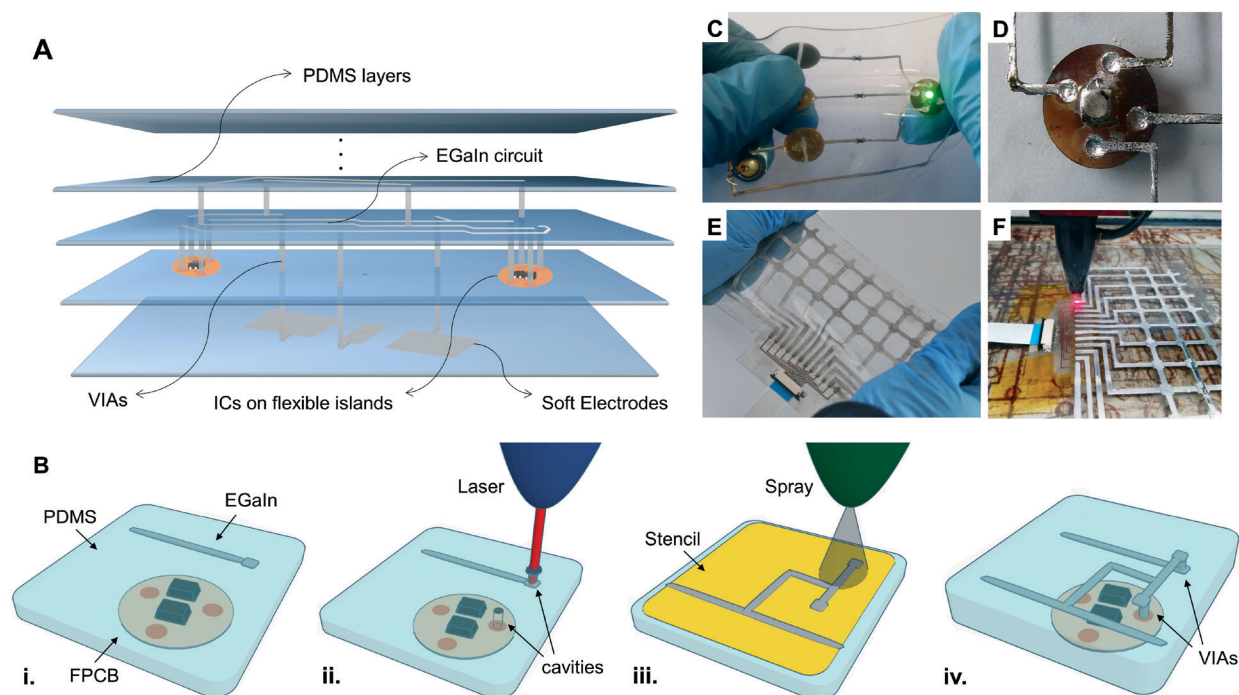 A
PDMS layers
EGaIn circuit
VIAs
ICs on flexible islands
Soft Electrodes
C
D
E
F
B
PDMS
EGaIn
FPCB
i.
Laser
cavities
ii.
Spray
Stencil
iii.
VIAs
iv.